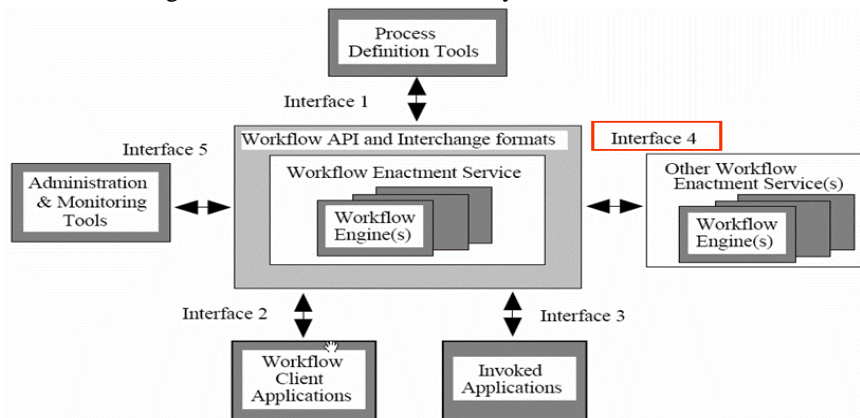 Process
Definition Tools
Interface 1
Workflow API and Interchange formats
Interface 4
Interface 5
Workflow Enactment Service
Other Workflow
Enactment Service(s)
Administration
& Monitoring
Tools
Workflow
Engine(s)
Workflow
Engine(s)
Interface 2
Interface 3
Workflow
Client
Applications
Invoked
Applications